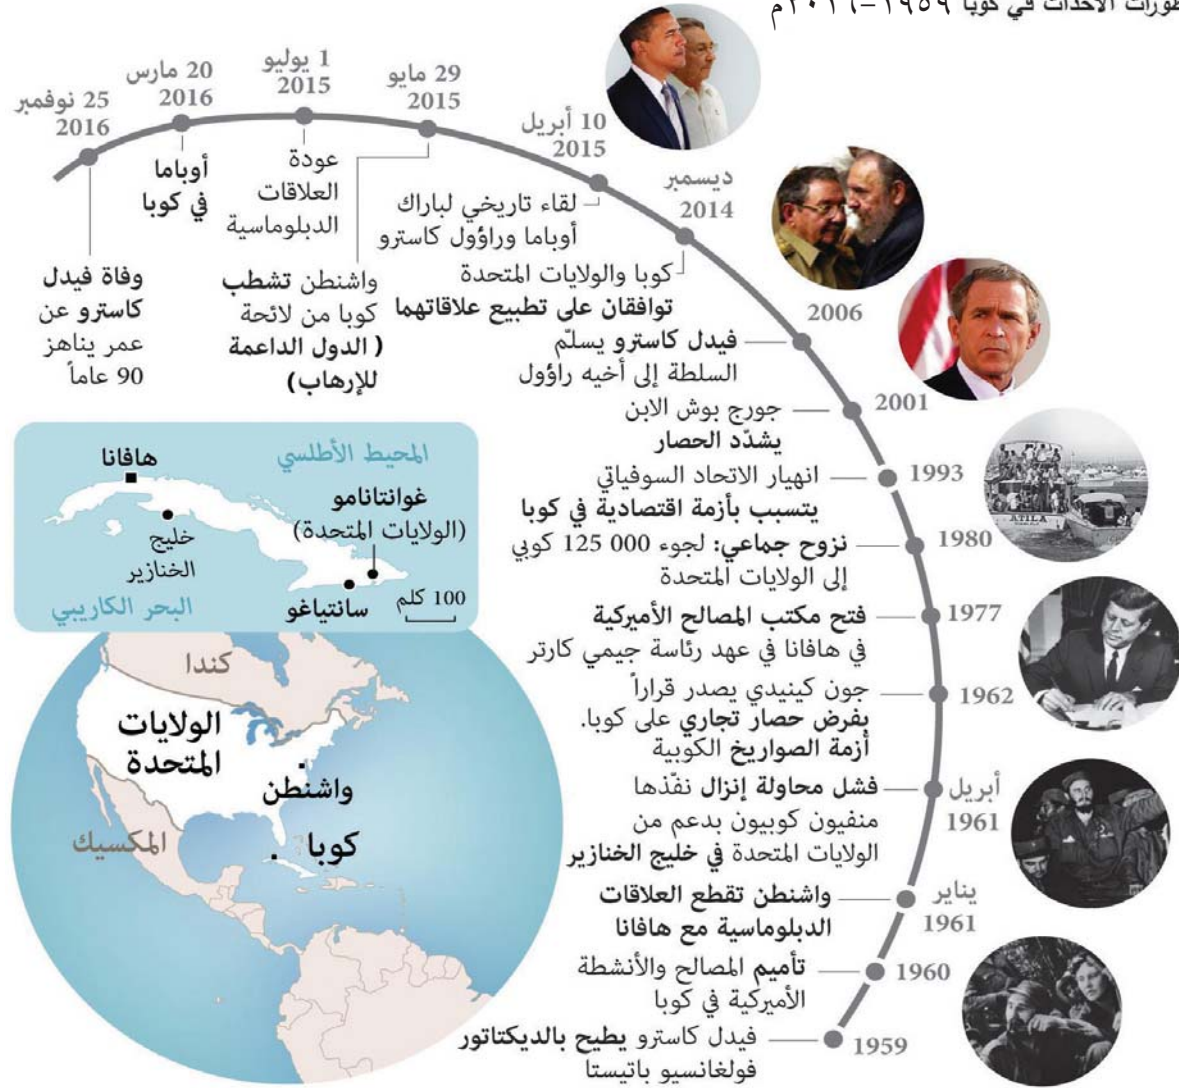 طورات الأحداث في كوبا ١٩٥٩-٢٠١٦م
25 نوفمبر
2016
وفاة فيدل
كاسترو عن
عمر يناهز
90 عاماً
20 مارس
2016
أوباما
في كوبا
1 يوليو
2015
عودة
العلاقات
الدبلوماسية
29 مايو
2015
واشنطن تشطب
كوبا من لائحة
( الدول الداعمة
للإرهاب)
10 أبريل
2015
لقاء تاريخي لباراك
أوباما وراؤول كاسترو
ديسمبر
2014
كوبا والولايات المتحدة
توافقان على تطبيع علاقاتهما
2006
فيدل كاسترو يسلّم
السلطة إلى أخيه راؤول
2001
جورج بوش الابن
يشدّد الحصار
1993
انهيار الاتحاد السوفياتي
يتسبب بأزمة اقتصادية في كوبا
1980
نزوح جماعي: لجوء 000 125 كوبي
إلى الولايات المتحدة
1977
فتح مكتب المصالح الأميركية
في هافانا في عهد رئاسة جيمي كارتر
1962
جون كينيدي يصدر قراراً
بفرض حصار تجاري على كوبا.
أزمة الصواريخ الكوبية
أبريل
1961
فشل محاولة إنزال نفّذها
منفيون كوبيون بدعم من
الولايات المتحدة في خليج الخنازير
يناير
1961
واشنطن تقطع العلاقات
الدبلوماسية مع هافانا
1960
تأميم المصالح والأنشطة
الأميركية في كوبا
1959
فيدل كاسترو يطيح بالديكتاتور
فولغانسيو باتيستا
ATILA
المحيط الأطلسي
هافانا
غوانتانامو
(الولايات المتحدة)
خليج
الخنازير
البحر الكاريبي
سانتياغو
100 كلم
كندا
الولايات
المتحدة
واشنطن
المكسيك
كوبا